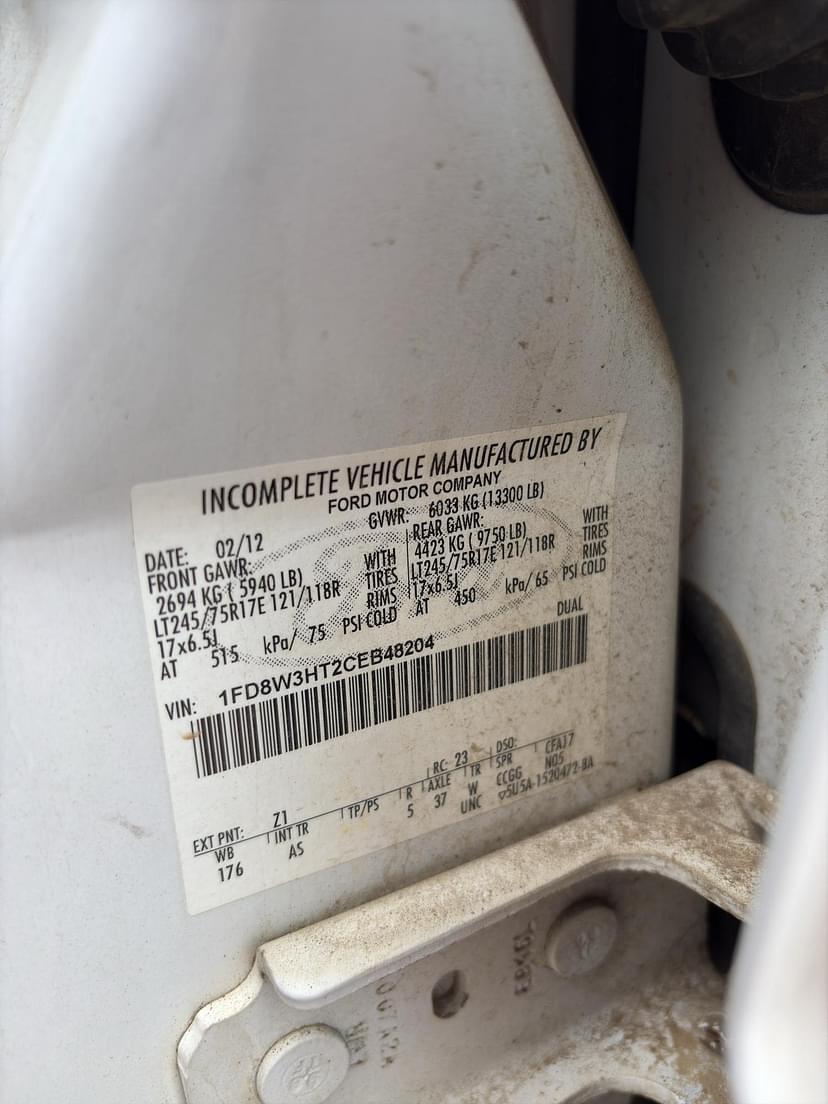 INCOMPLETE VEHICLE MANUFACTURED BY
FORD MOTOR COMPANY
DATE: 02/12 GVWR: 6033 KG (13300 LB)
FRONT GAWR: REAR GAWR:
2694 KG ( 5940 LB) WITH 4423 KG ( 9750 LB) WITH
LT245/75R17E 121/118R TIRES LT245/75R17E 121/118R TIRES
17x6.5J RIMS 17x6.5J RIMS
AT 515 kPa/ 75 PSI COLD AT 450 kPa/ 65 PSI COLD
DUAL
VIN: 1FD8W3HT2CEB48204
EXT PNT: Z1 RC: 23 DSO:
WB INT TR TP/PS R AXLE TR SPR CFA17
176 AS 5 37 W CCGG N05
UNC ▽5U5A-1520472-BA